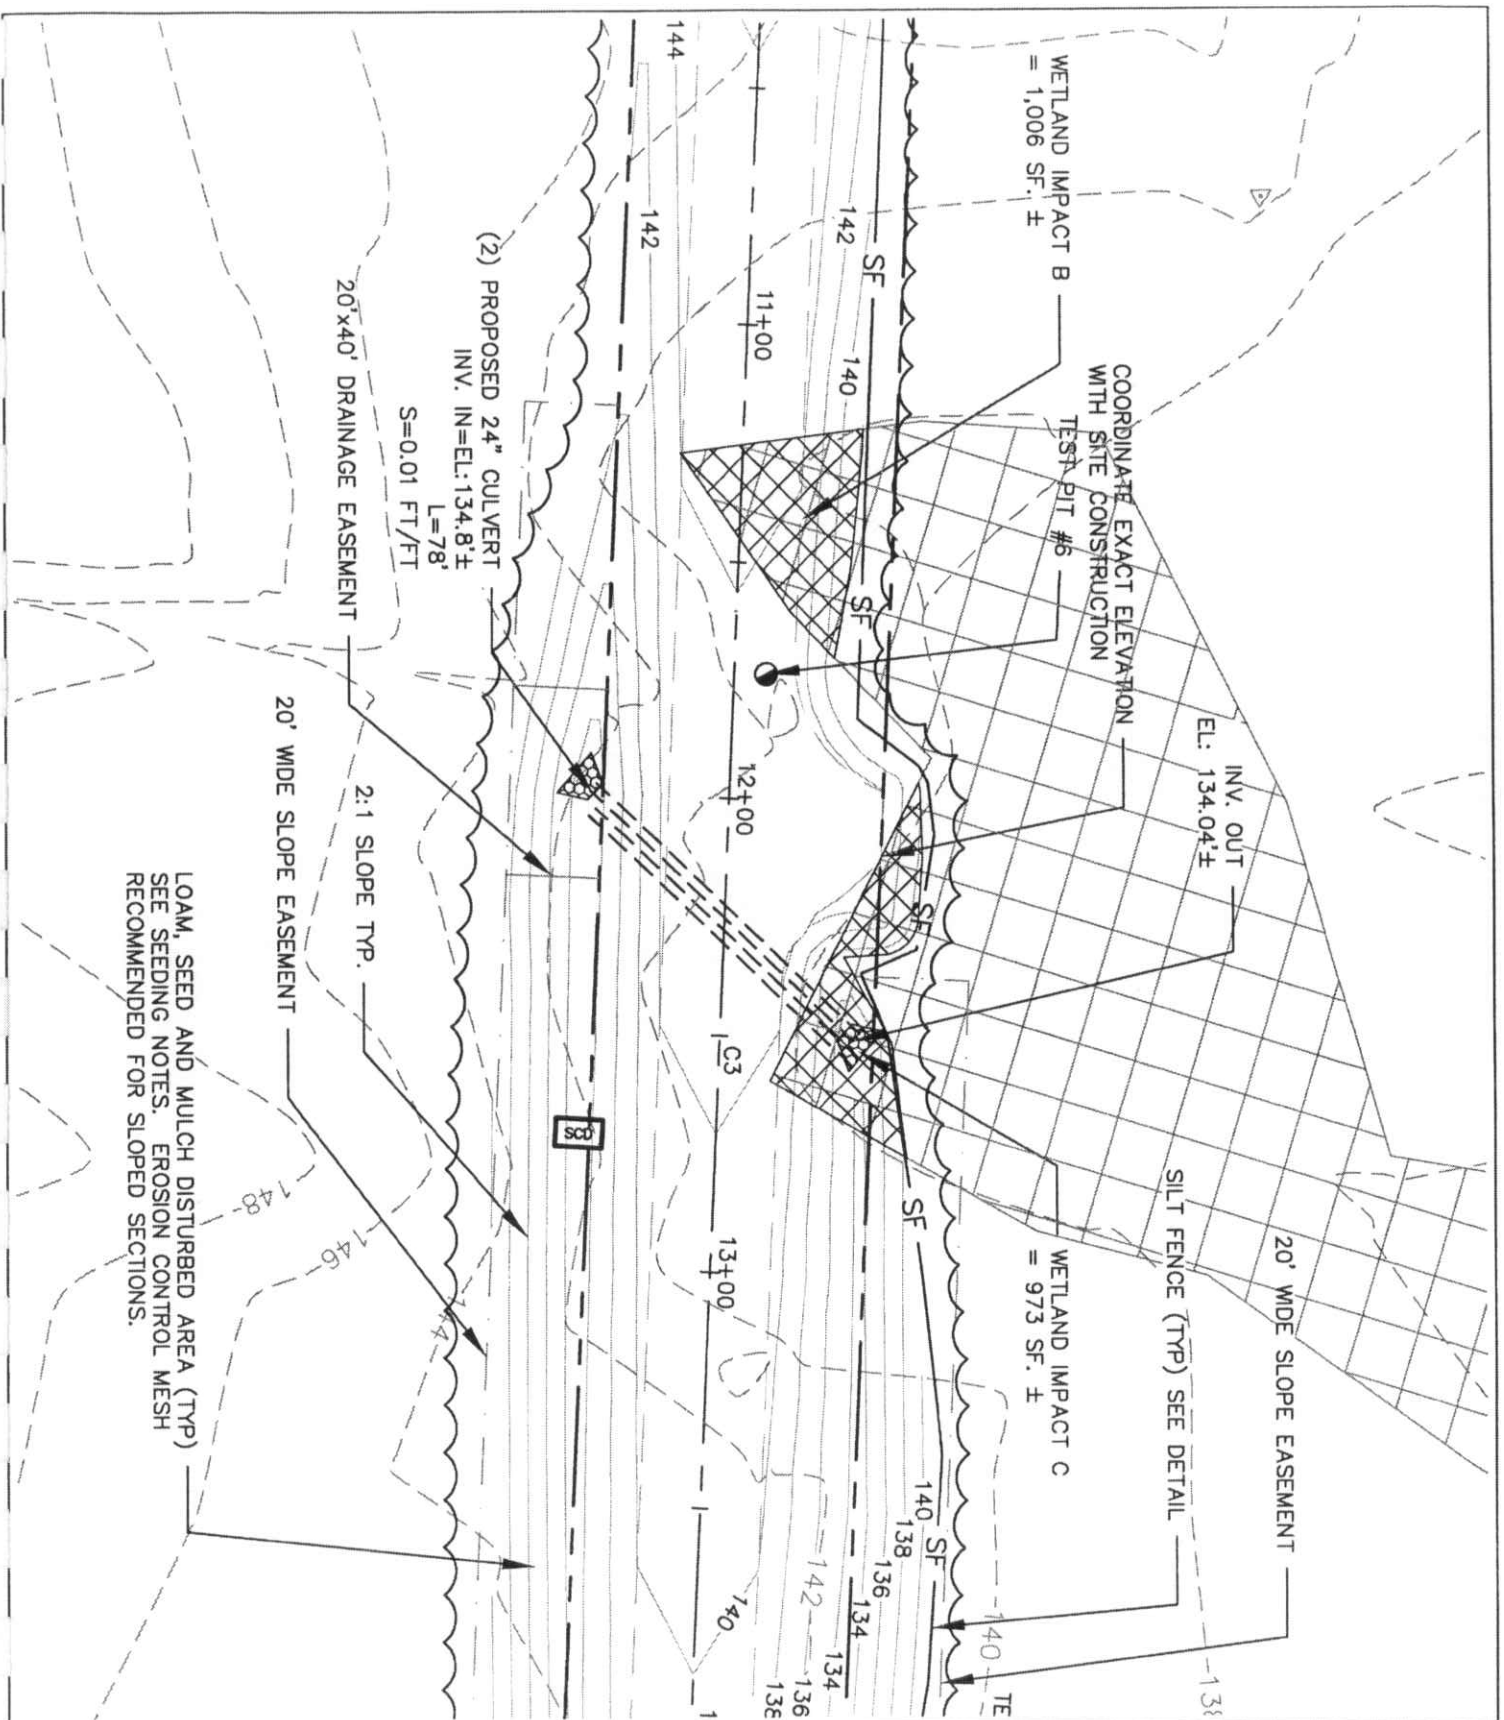 WETLAND IMPACT B
= 1,006 SF. ±
COORDINATE EXACT ELEVATION
WITH SITE CONSTRUCTION
TEST PIT #6
INV. OUT
EL: 134.04'±
20' WIDE SLOPE EASEMENT
SILT FENCE (TYP) SEE DETAIL
WETLAND IMPACT C
= 973 SF. ±
144
142
142
140
SF
SF
SF
SF
SF
11+00
12+00
C3
13+00
SCD
(2) PROPOSED 24" CULVERT
INV. IN=EL:134.8'±
L=78'
S=0.01 FT/FT
20'x40' DRAINAGE EASEMENT
2:1 SLOPE TYP.
20' WIDE SLOPE EASEMENT
LOAM, SEED AND MULCH DISTURBED AREA (TYP)
SEE SEEDING NOTES. EROSION CONTROL MESH
RECOMMENDED FOR SLOPED SECTIONS.
148
146
144
140
138
136
134
134
136
138
142
140
140
138
TE
1